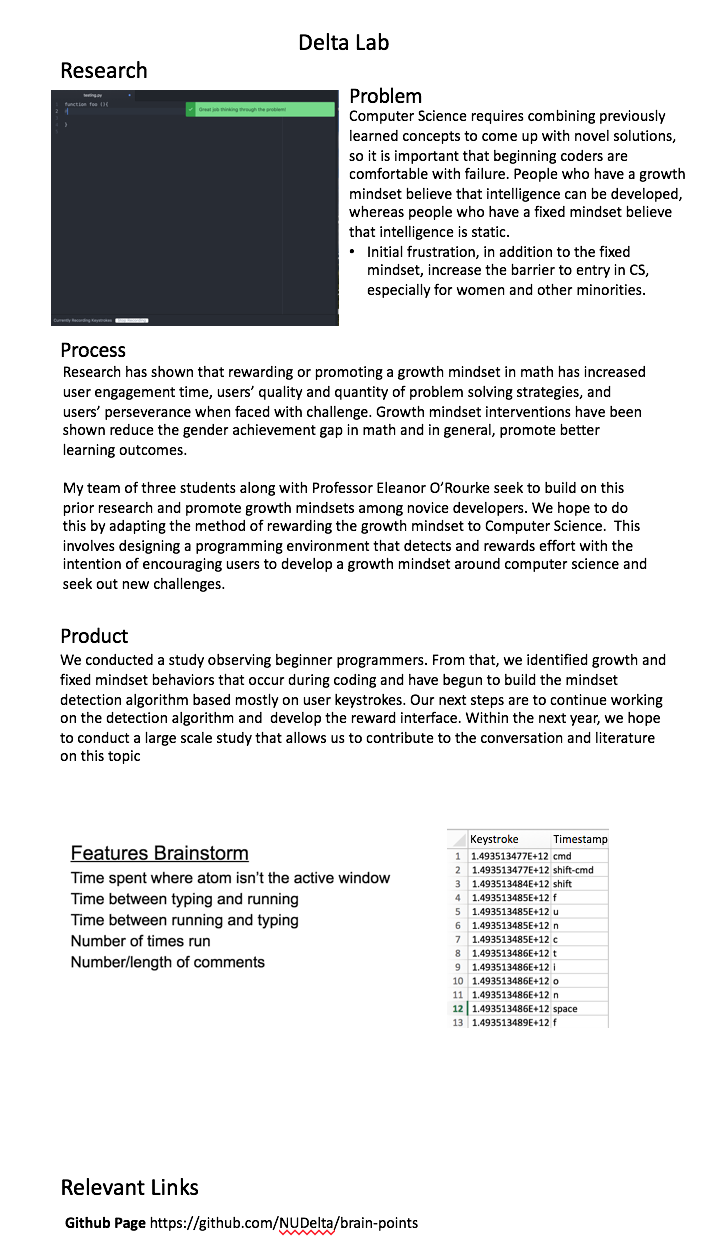 Delta Lab
Research
testing.py
1 function foo (){
2
3 }
Great job thinking through the problem!
Currently Recording Keystrokes
Problem
Computer Science requires combining previously
learned concepts to come up with novel solutions,
so it is important that beginning coders are
comfortable with failure. People who have a growth
mindset believe that intelligence can be developed,
whereas people who have a fixed mindset believe
that intelligence is static.
• Initial frustration, in addition to the fixed
mindset, increase the barrier to entry in CS,
especially for women and other minorities.
Process
Research has shown that rewarding or promoting a growth mindset in math has increased
user engagement time, users’ quality and quantity of problem solving strategies, and
users’ perseverance when faced with challenge. Growth mindset interventions have been
shown reduce the gender achievement gap in math and in general, promote better
learning outcomes.
My team of three students along with Professor Eleanor O’Rourke seek to build on this
prior research and promote growth mindsets among novice developers. We hope to do
this by adapting the method of rewarding the growth mindset to Computer Science. This
involves designing a programming environment that detects and rewards effort with the
intention of encouraging users to develop a growth mindset around computer science and
seek out new challenges.
Product
We conducted a study observing beginner programmers. From that, we identified growth and
fixed mindset behaviors that occur during coding and have begun to build the mindset
detection algorithm based mostly on user keystrokes. Our next steps are to continue working
on the detection algorithm and develop the reward interface. Within the next year, we hope
to conduct a large scale study that allows us to contribute to the conversation and literature
on this topic
Features Brainstorm
Time spent where atom isn’t the active window
Time between typing and running
Time between running and typing
Number of times run
Number/length of comments
Keystroke Timestamp
1 1.493513477E+12 cmd
2 1.493513477E+12 shift-cmd
3 1.493513484E+12 shift
4 1.493513485E+12 f
5 1.493513485E+12 u
6 1.493513485E+12 n
7 1.493513485E+12 c
8 1.493513486E+12 t
9 1.493513486E+12 i
10 1.493513486E+12 o
11 1.493513486E+12 n
12 1.493513486E+12 space
13 1.493513489E+12 f
Relevant Links
Github Page https://github.com/NUDelta/brain-points